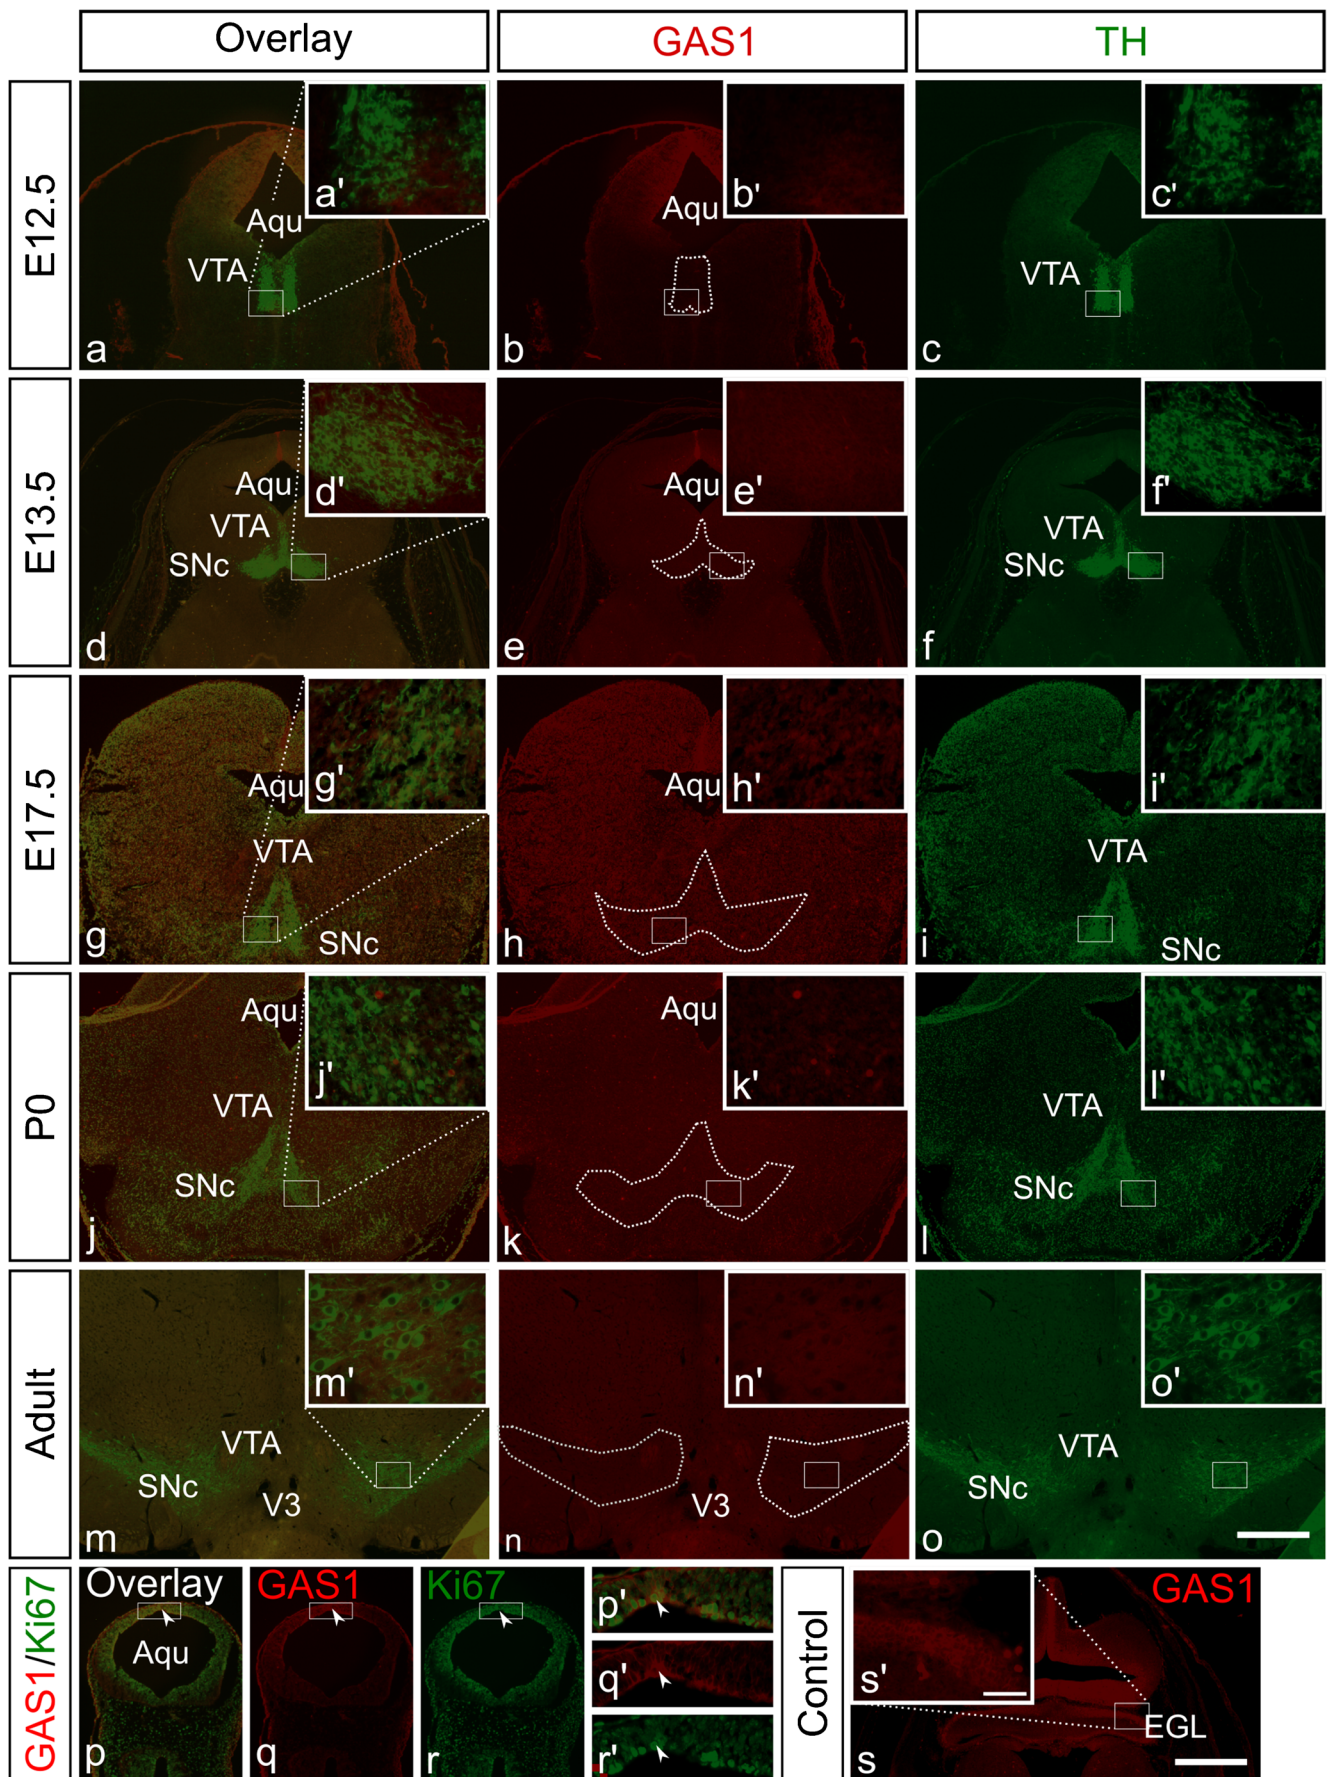 Overlay GAS1 TH
E12.5
a' b' c'
Aqu Aqu
VTA VTA
a b c
E13.5
d' e' f'
Aqu Aqu
VTA VTA
SNc SNc
d e f
E17.5
g' h' i'
Aqu Aqu
VTA VTA
SNc SNc
g h i
P0
Aqu Aqu
j' k' l'
VTA VTA
SNc SNc
j k l
Adult
m' n' o'
VTA VTA
SNc V3 V3 SNc
m n o
GAS1/Ki67
Overlay GAS1 Ki67
Aqu
p q r
p'
q'
r'
Control
GAS1
s'
EGL
s